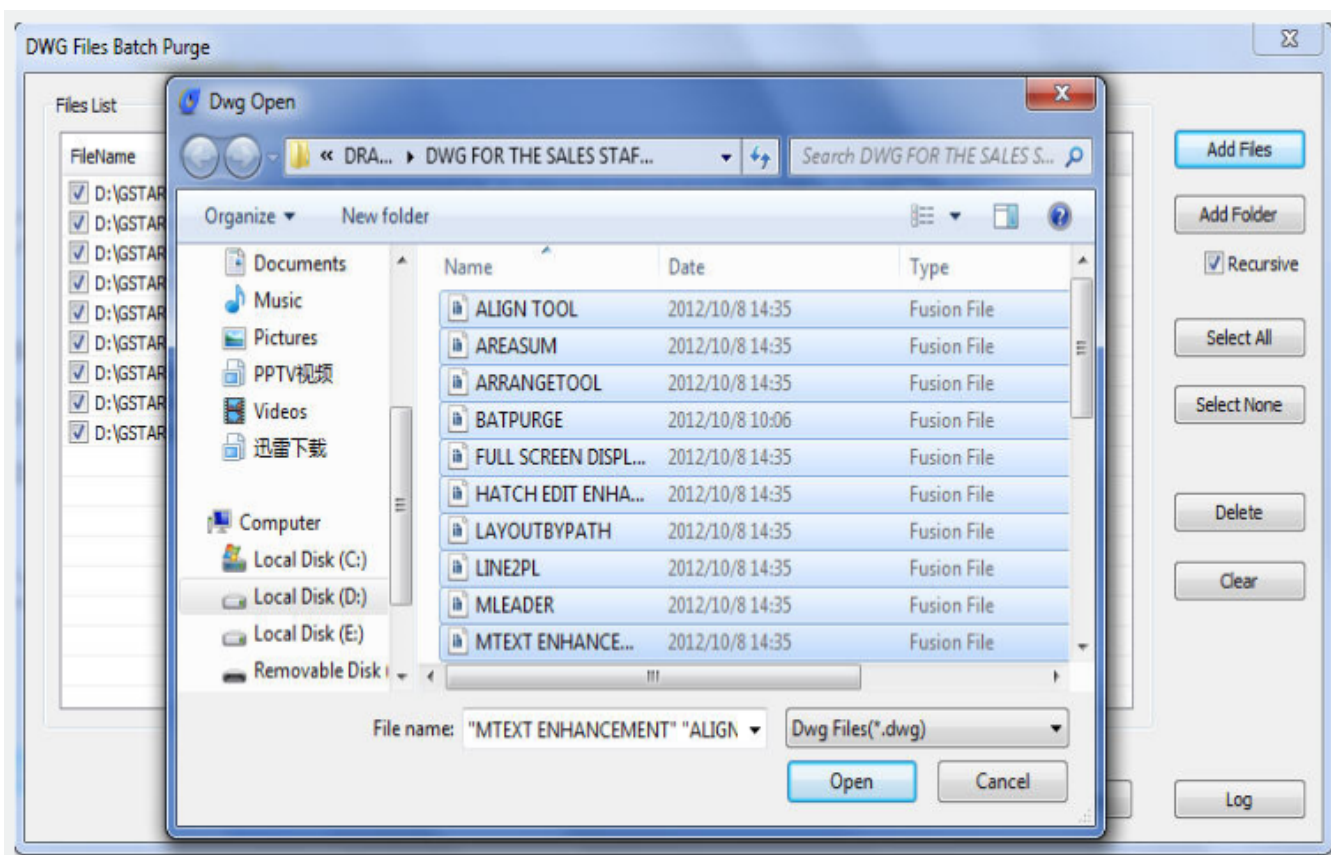 DWG Files Batch Purge
Files List
FileName
D:\GSTAR
D:\GSTAR
D:\GSTAR
D:\GSTAR
D:\GSTAR
D:\GSTAR
D:\GSTAR
D:\GSTAR
D:\GSTAR
Dwg Open
« DRA... ▸ DWG FOR THE SALES STAF...
Search DWG FOR THE SALES S...
Organize
New folder
Documents
Music
Pictures
PPTV视频
Videos
迅雷下载
Computer
Local Disk (C:)
Local Disk (D:)
Local Disk (E:)
Removable Disk
Name Date Type
ALIGN TOOL 2012/10/8 14:35 Fusion File
AREASUM 2012/10/8 14:35 Fusion File
ARRANGETOOL 2012/10/8 14:35 Fusion File
BATPURGE 2012/10/8 10:06 Fusion File
FULL SCREEN DISPL... 2012/10/8 14:35 Fusion File
HATCH EDIT ENHA... 2012/10/8 14:35 Fusion File
LAYOUTBYPATH 2012/10/8 14:35 Fusion File
LINE2PL 2012/10/8 14:35 Fusion File
MLEADER 2012/10/8 14:35 Fusion File
MTEXT ENHANCE... 2012/10/8 14:35 Fusion File
File name: "MTEXT ENHANCEMENT" "ALIGN
Dwg Files(*.dwg)
Open
Cancel
Add Files
Add Folder
Recursive
Select All
Select None
Delete
Clear
Log